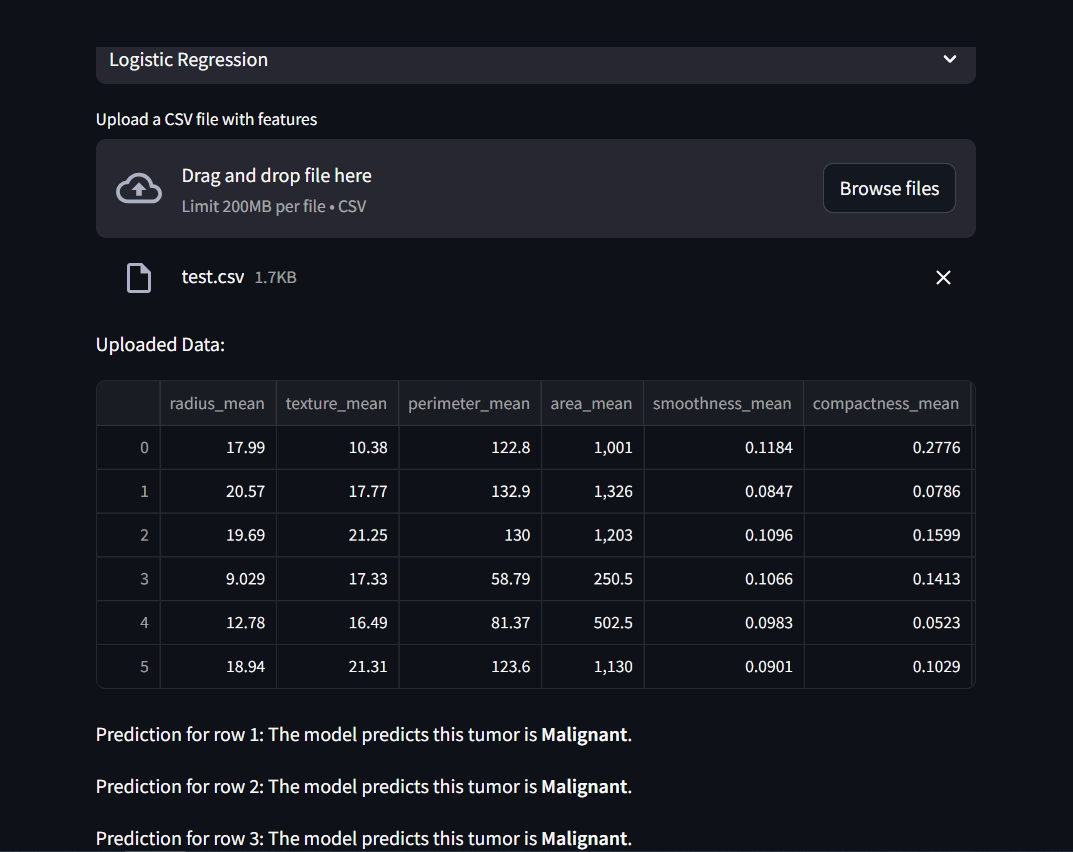 Logistic Regression
Upload a CSV file with features
Drag and drop file here
Limit 200MB per file • CSV
Browse files
test.csv 1.7KB
Uploaded Data:
radius_mean texture_mean perimeter_mean area_mean smoothness_mean compactness_mean
0 17.99 10.38 122.8 1,001 0.1184 0.2776
1 20.57 17.77 132.9 1,326 0.0847 0.0786
2 19.69 21.25 130 1,203 0.1096 0.1599
3 9.029 17.33 58.79 250.5 0.1066 0.1413
4 12.78 16.49 81.37 502.5 0.0983 0.0523
5 18.94 21.31 123.6 1,130 0.0901 0.1029
Prediction for row 1: The model predicts this tumor is Malignant.
Prediction for row 2: The model predicts this tumor is Malignant.
Prediction for row 3: The model predicts this tumor is Malignant.